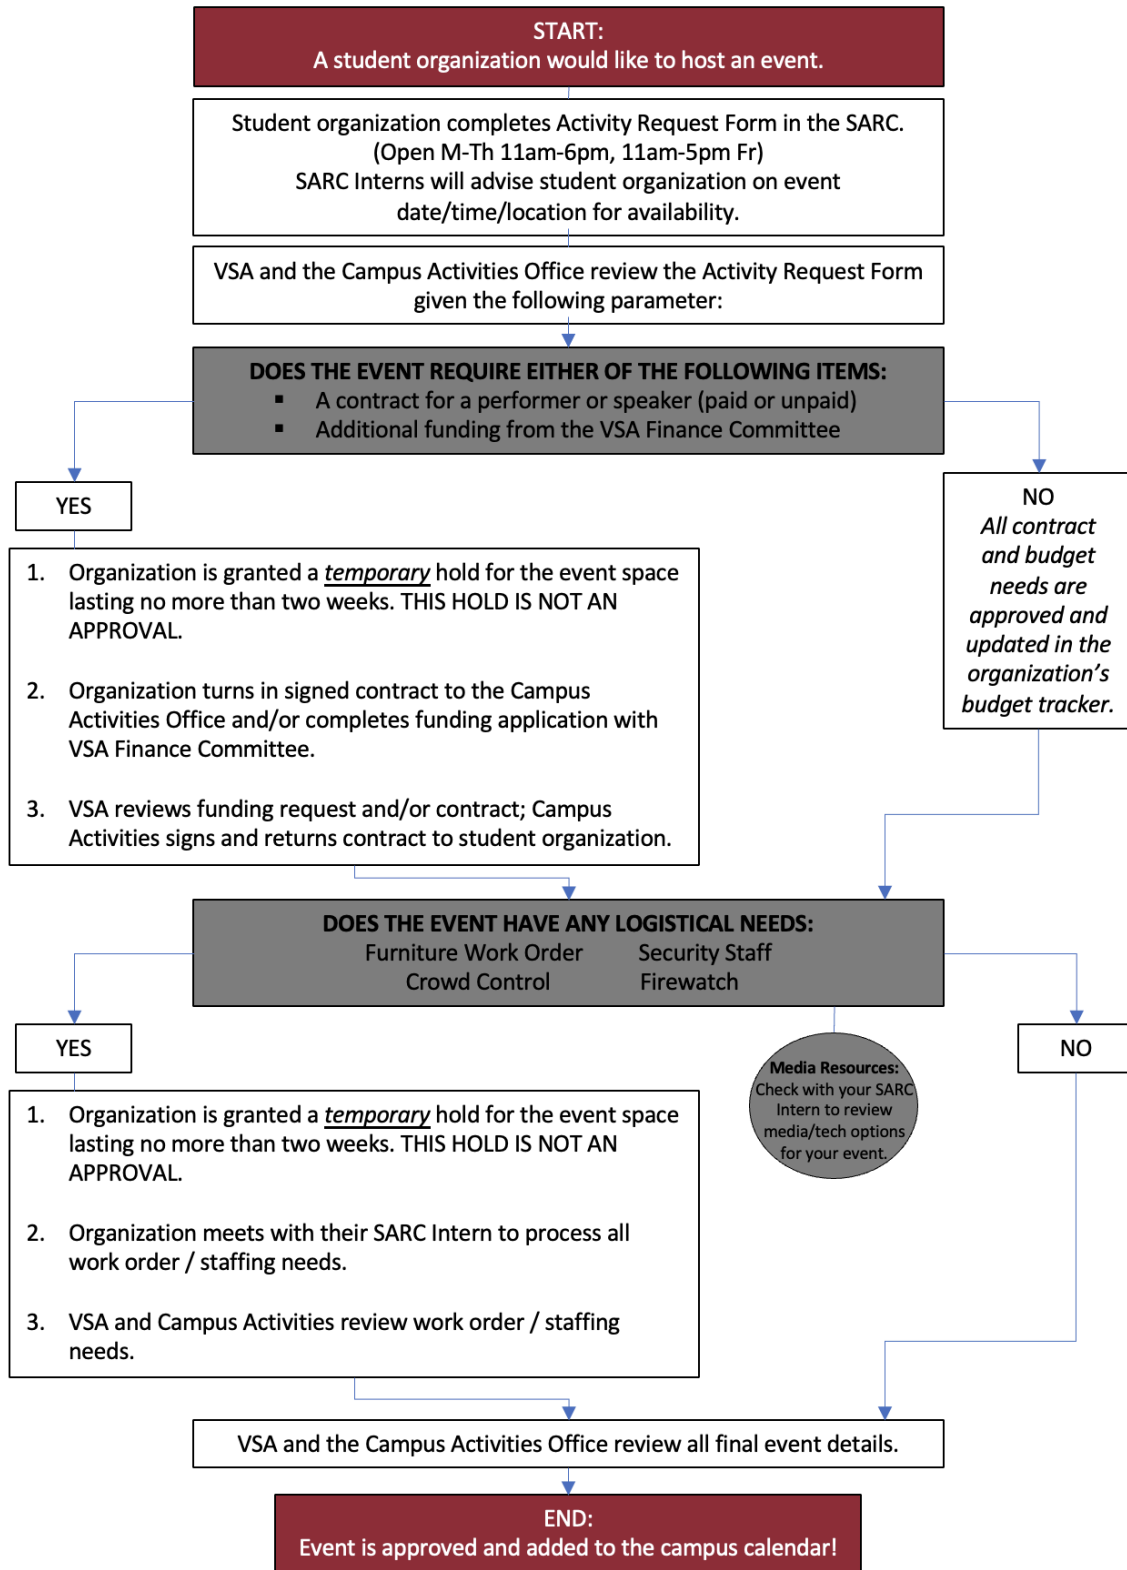 START:
A student organization would like to host an event.
Student organization completes Activity Request Form in the SARC.
(Open M-Th 11am-6pm, 11am-5pm Fr)
SARC Interns will advise student organization on event
date/time/location for availability.
VSA and the Campus Activities Office review the Activity Request Form
given the following parameter:
DOES THE EVENT REQUIRE EITHER OF THE FOLLOWING ITEMS:
▪ A contract for a performer or speaker (paid or unpaid)
▪ Additional funding from the VSA Finance Committee
YES
NO
All contract
and budget
needs are
approved and
updated in the
organization’s
budget tracker.
1. Organization is granted a temporary hold for the event space
lasting no more than two weeks. THIS HOLD IS NOT AN
APPROVAL.
2. Organization turns in signed contract to the Campus
Activities Office and/or completes funding application with
VSA Finance Committee.
3. VSA reviews funding request and/or contract; Campus
Activities signs and returns contract to student organization.
DOES THE EVENT HAVE ANY LOGISTICAL NEEDS:
Furniture Work Order Security Staff
Crowd Control Firewatch
YES
NO
Media Resources:
Check with your SARC
Intern to review
media/tech options
for your event.
1. Organization is granted a temporary hold for the event space
lasting no more than two weeks. THIS HOLD IS NOT AN
APPROVAL.
2. Organization meets with their SARC Intern to process all
work order / staffing needs.
3. VSA and Campus Activities review work order / staffing
needs.
VSA and the Campus Activities Office review all final event details.
END:
Event is approved and added to the campus calendar!